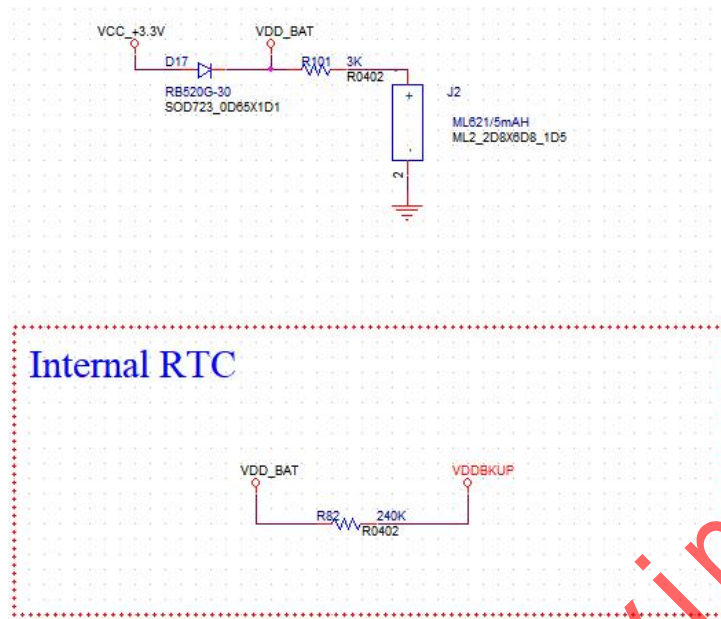 VCC_+3.3V
VDD_BAT
D17
R101
3K
R0402
J2
RB520G-30
SOD723_0D65X1D1
+
ML621/5mAH
ML2_2D8X6D8_1D5
-
2
Internal RTC
VDD_BAT
VDDBKUP
R82
240K
R0402